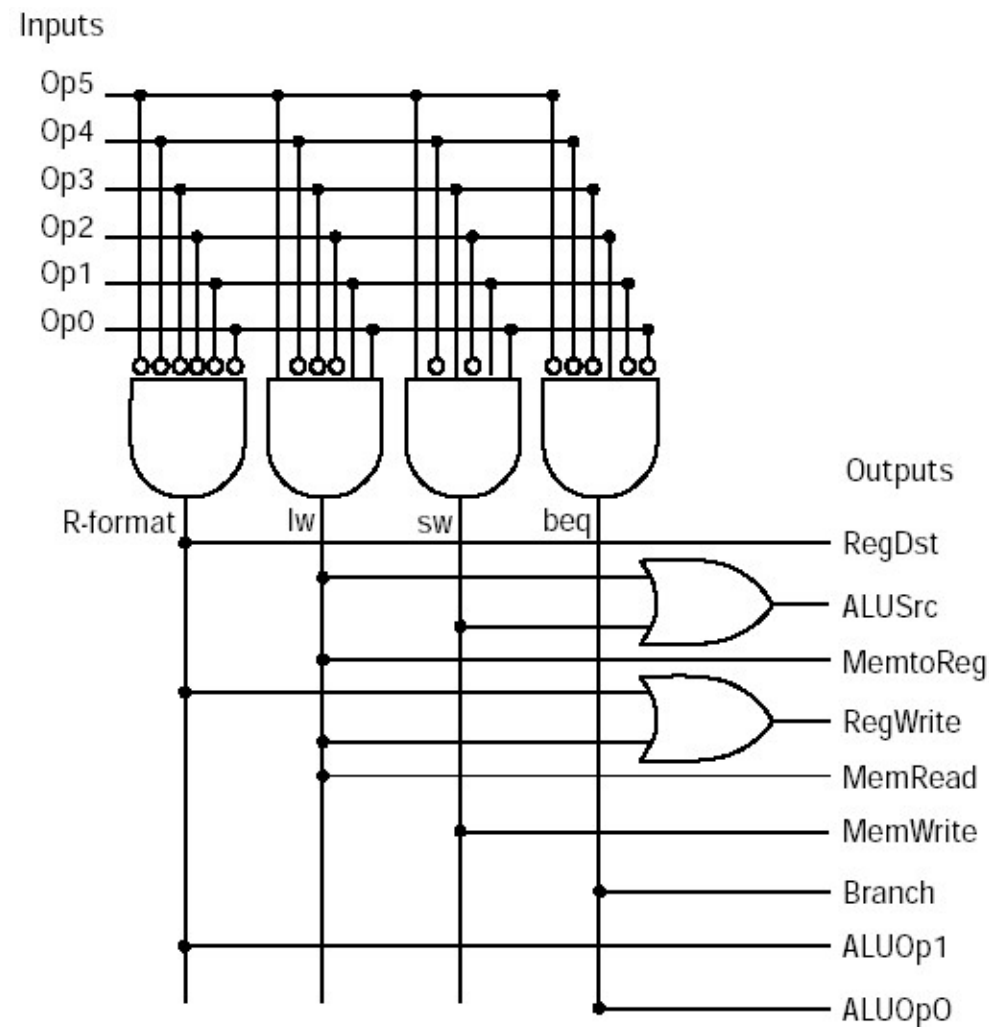 Inputs
Op5
Op4
Op3
Op2
Op1
Op0
Outputs
R-format
lw
sw
beq
RegDst
ALUSrc
MemtoReg
RegWrite
MemRead
MemWrite
Branch
ALUOp1
ALUOpO